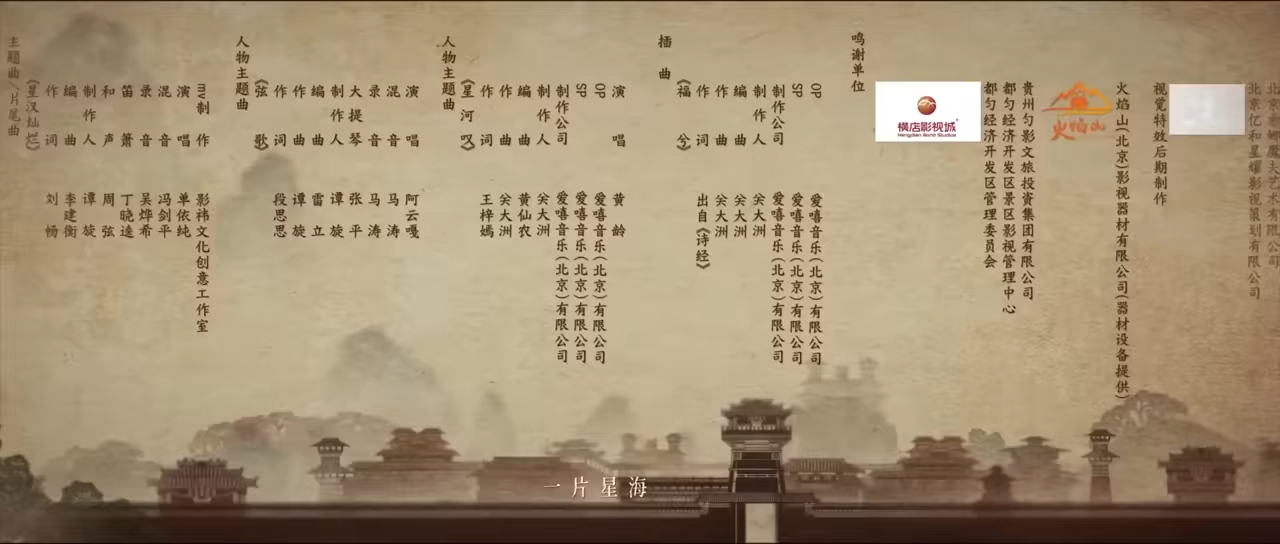 主题曲/片尾曲
《星汉灿烂》
作词 刘畅
编曲 李建衡
制作人 谭旋
和声 周弦
笛箫 丁晓逵
录音 吴烨希
混音 冯剑平
演唱 单依纯
mv制作 影祎文化创意工作室
人物主题曲
《弦歌》
作词 段思思
作曲 谭旋
编曲 雷立
制作人 谭旋
大提琴 张平
录音 马涛
混音 马涛
演唱 阿云嘎
人物主题曲
《星河叹》
作词 王梓嫣
作曲 关大洲
编曲 黄仙农
制作人 关大洲
制作公司 爱嘻音乐(北京)有限公司
SP 爱嘻音乐(北京)有限公司
OP 爱嘻音乐(北京)有限公司
演唱 黄龄
插曲
《福兮》
作词 出自《诗经》
作曲 关大洲
编曲 关大洲
制作人 关大洲
制作公司 爱嘻音乐(北京)有限公司
SP 爱嘻音乐(北京)有限公司
OP 爱嘻音乐(北京)有限公司
鸣谢单位
横店影视城
Hengdian World Studios
都匀经济开发区管理委员会
都匀经济开发区景区影视管理中心
贵州匀影文旅投资集团有限公司
火焰山
火焰山(北京)影视器材有限公司(器材设备提供)
视觉特效后期制作
北京亿和星耀影视策划有限公司
一片星海